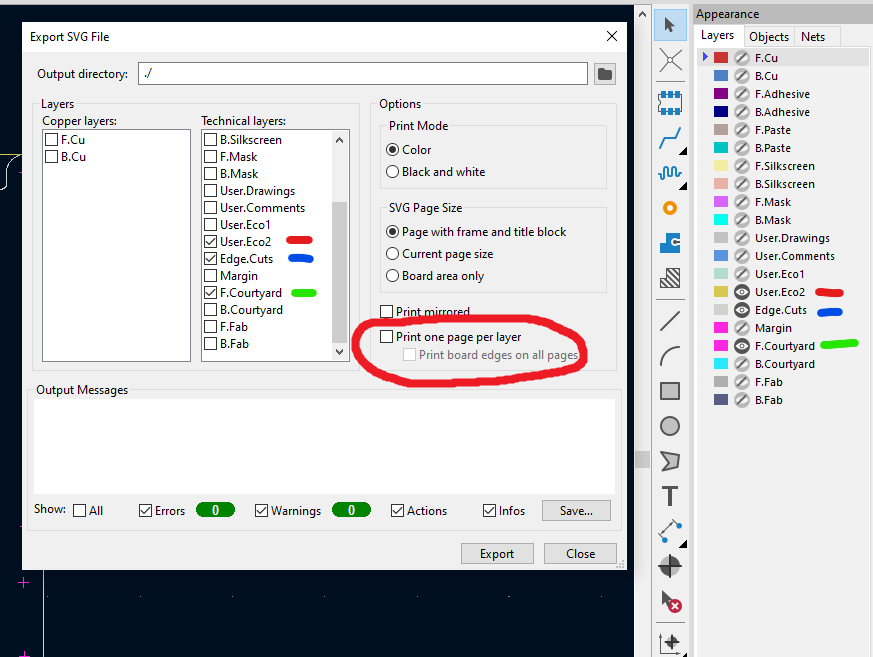 Export SVG File
Output directory: ./
Layers
Copper layers:
F.Cu
B.Cu
Technical layers:
B.Silkscreen
F.Mask
B.Mask
User.Drawings
User.Comments
User.Eco1
User.Eco2
Edge.Cuts
Margin
F.Courtyard
B.Courtyard
F.Fab
B.Fab
Options
Print Mode
Color
Black and white
SVG Page Size
Page with frame and title block
Current page size
Board area only
Print mirrored
Print one page per layer
Print board edges on all pages
Output Messages
Show: All Errors 0 Warnings 0 Actions Infos Save...
Export Close
Appearance
Layers Objects Nets
F.Cu
B.Cu
F.Adhesive
B.Adhesive
F.Paste
B.Paste
F.Silkscreen
B.Silkscreen
F.Mask
B.Mask
User.Drawings
User.Comments
User.Eco1
User.Eco2
Edge.Cuts
Margin
F.Courtyard
B.Courtyard
F.Fab
B.Fab